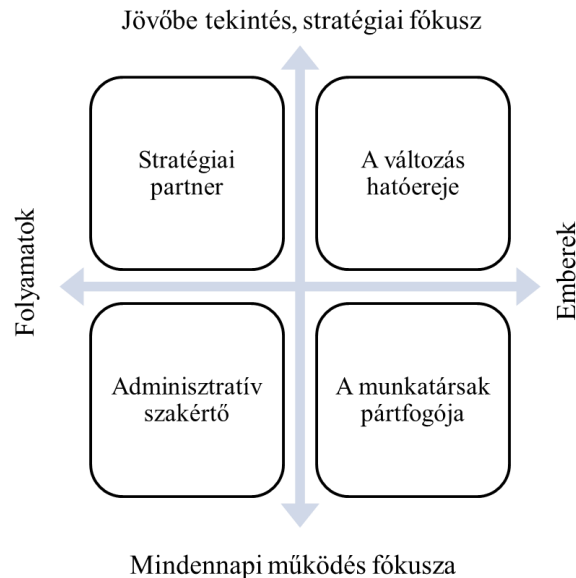 Jövőbe tekintés, stratégiai fókusz
Stratégiai
partner
A változás
hatóereje
Folyamatok
Emberek
Adminisztratív
szakértő
A munkatársak
pártfogója
Mindennapi működés fókusza